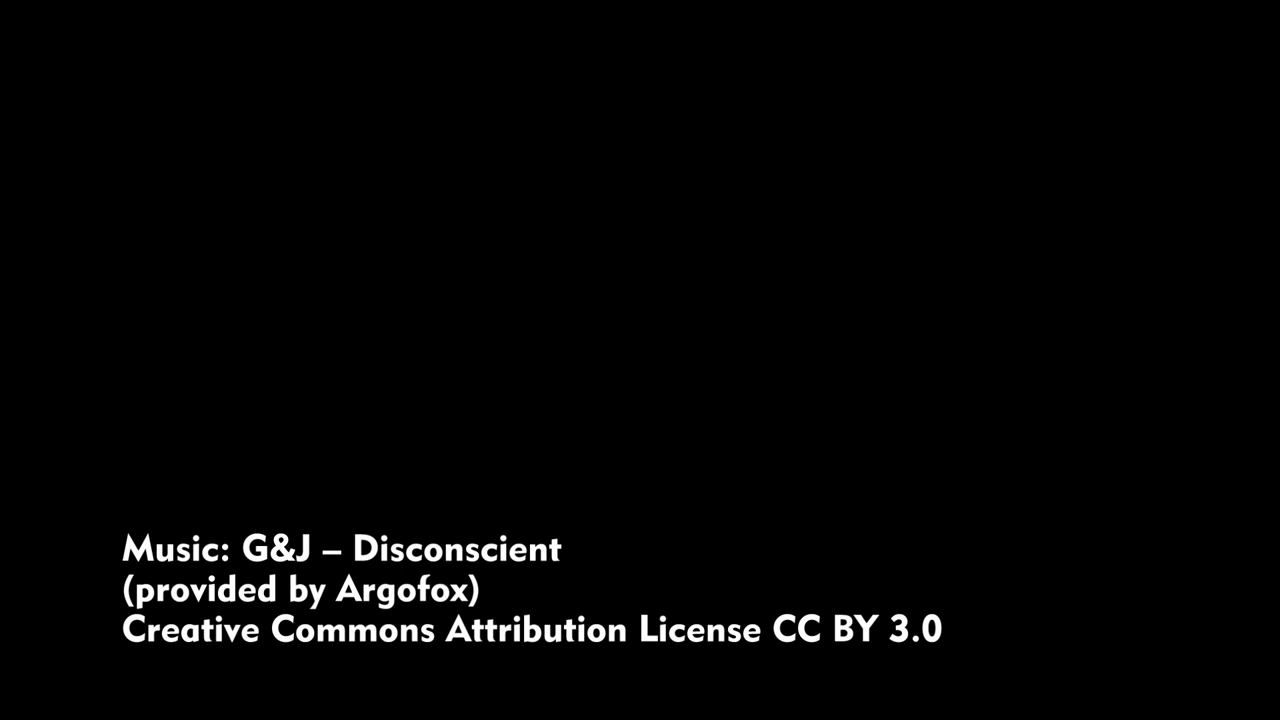 Music: G&J – Disconscient
(provided by Argofox)
Creative Commons Attribution License CC BY 3.0